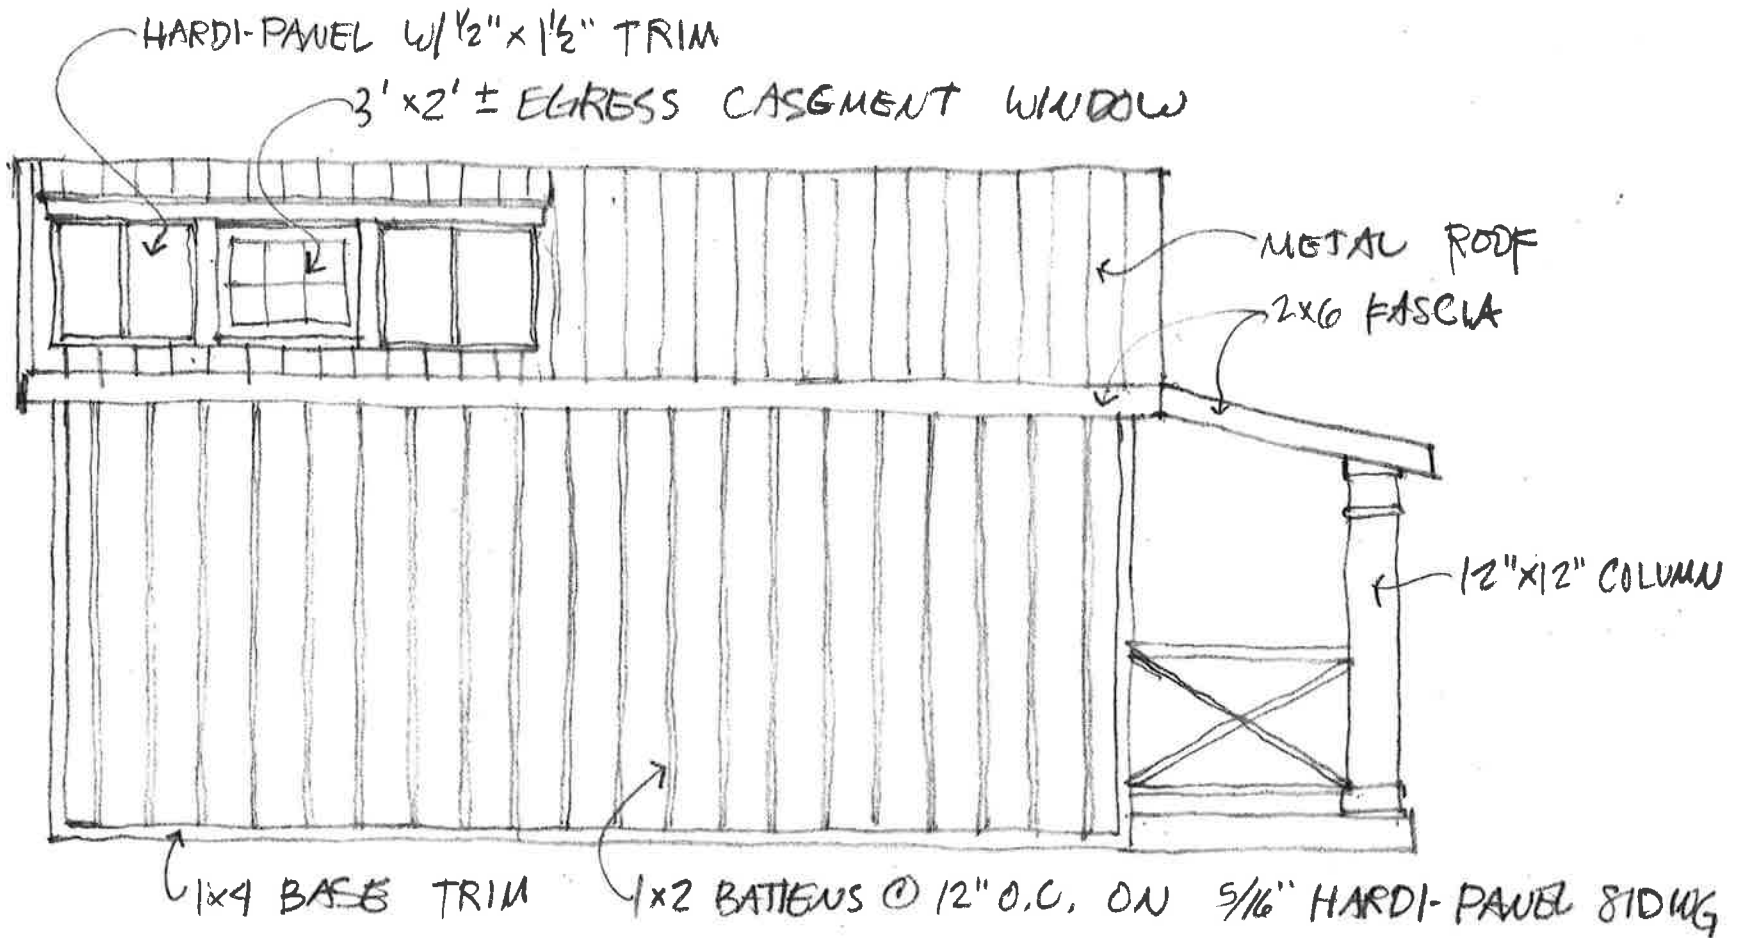 HARDI-PANEL W/ 1/2" x 1 1/2" TRIM
3' x 2' ± EGRESS CASEMENT WINDOW
METAL ROOF
2x6 FASCIA
12"x12" COLUMN
1x4 BASE TRIM
1x2 BATTENS @ 12" O.C. ON 5/16" HARDI-PANEL SIDING